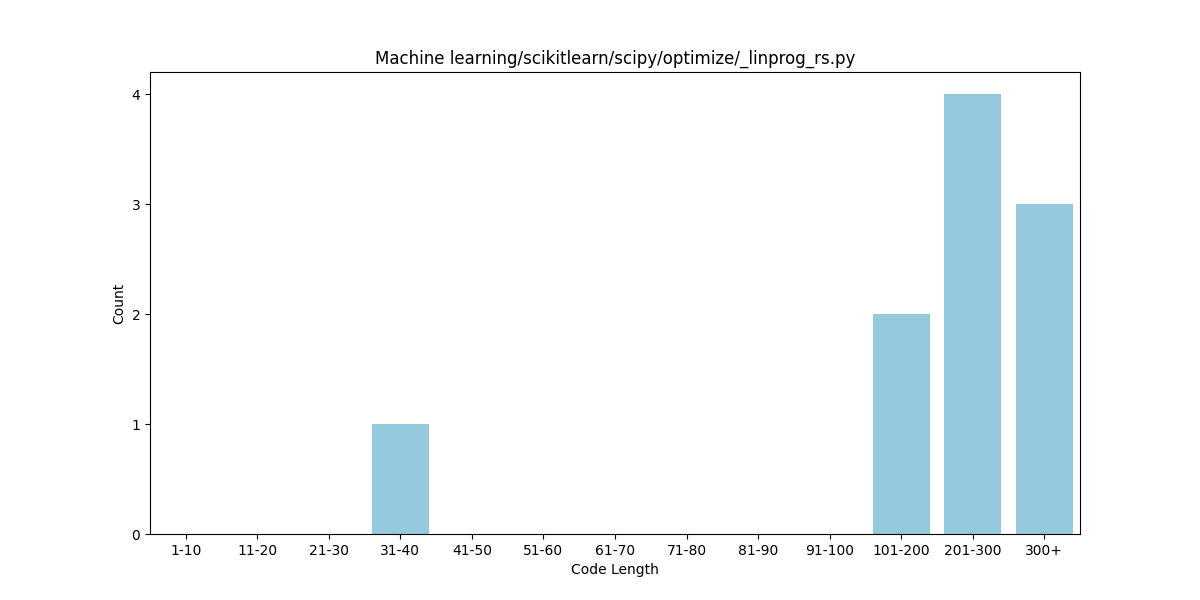 Machine learning/scikitlearn/scipy/optimize/_linprog_rs.py
4
3
2
1
0
Count
1-10 11-20 21-30 31-40 41-50 51-60 61-70 71-80 81-90 91-100 101-200 201-300 300+
Code Length